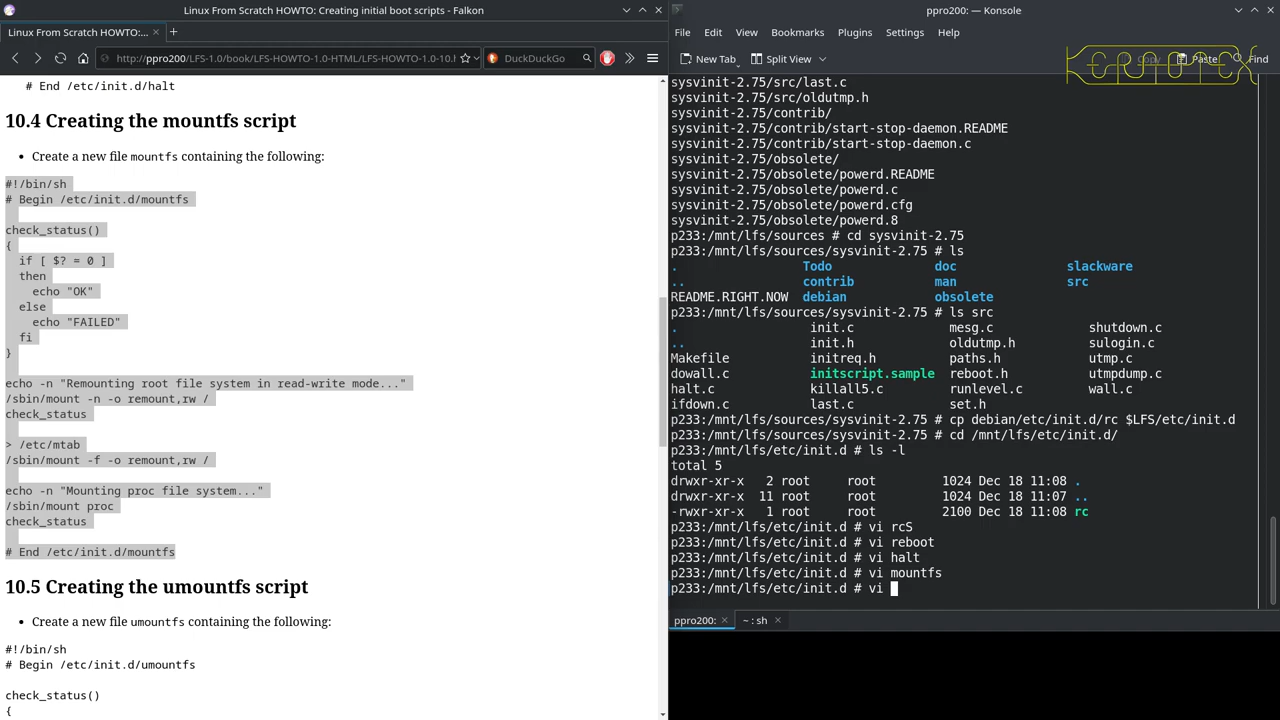 Linux From Scratch HOWTO: Creating initial boot scripts - Falkon
Linux From Scratch HOWTO:...
http://ppro200/LFS-1.0/book/LFS-HOWTO-1.0-HTML/LFS-HOWTO-1.0-10.l
DuckDuckGo
# End /etc/init.d/halt
10.4 Creating the mountfs script
• Create a new file mountfs containing the following:
#!/bin/sh
# Begin /etc/init.d/mountfs
check_status()
{
if [ $? = 0 ]
then
echo "OK"
else
echo "FAILED"
fi
}
echo -n "Remounting root file system in read-write mode..."
/sbin/mount -n -o remount,rw /
check_status
> /etc/mtab
/sbin/mount -f -o remount,rw /
echo -n "Mounting proc file system..."
/sbin/mount proc
check_status
# End /etc/init.d/mountfs
10.5 Creating the umountfs script
• Create a new file umountfs containing the following:
#!/bin/sh
# Begin /etc/init.d/umountfs
check_status()
{
ppro200: — Konsole
File Edit View Bookmarks Plugins Settings Help
New Tab Split View Copy Paste Find
sysvinit-2.75/src/last.c
sysvinit-2.75/src/oldutmp.h
sysvinit-2.75/contrib/
sysvinit-2.75/contrib/start-stop-daemon.README
sysvinit-2.75/contrib/start-stop-daemon.c
sysvinit-2.75/obsolete/
sysvinit-2.75/obsolete/powerd.README
sysvinit-2.75/obsolete/powerd.c
sysvinit-2.75/obsolete/powerd.cfg
sysvinit-2.75/obsolete/powerd.8
p233:/mnt/lfs/sources # cd sysvinit-2.75
p233:/mnt/lfs/sources/sysvinit-2.75 # ls
. Todo doc slackware
.. contrib man src
README.RIGHT.NOW debian obsolete
p233:/mnt/lfs/sources/sysvinit-2.75 # ls src
. init.c mesg.c shutdown.c
.. init.h oldutmp.h sulogin.c
Makefile initreq.h paths.h utmp.c
dowall.c initscript.sample reboot.h utmpdump.c
halt.c killall5.c runlevel.c wall.c
ifdown.c last.c set.h
p233:/mnt/lfs/sources/sysvinit-2.75 # cp debian/etc/init.d/rc $LFS/etc/init.d
p233:/mnt/lfs/sources/sysvinit-2.75 # cd /mnt/lfs/etc/init.d/
p233:/mnt/lfs/etc/init.d # ls -l
total 5
drwxr-xr-x 2 root root 1024 Dec 18 11:08 .
drwxr-xr-x 11 root root 1024 Dec 18 11:07 ..
-rwxr-xr-x 1 root root 2100 Dec 18 11:08 rc
p233:/mnt/lfs/etc/init.d # vi rcS
p233:/mnt/lfs/etc/init.d # vi reboot
p233:/mnt/lfs/etc/init.d # vi halt
p233:/mnt/lfs/etc/init.d # vi mountfs
p233:/mnt/lfs/etc/init.d # vi
ppro200:
~ : sh